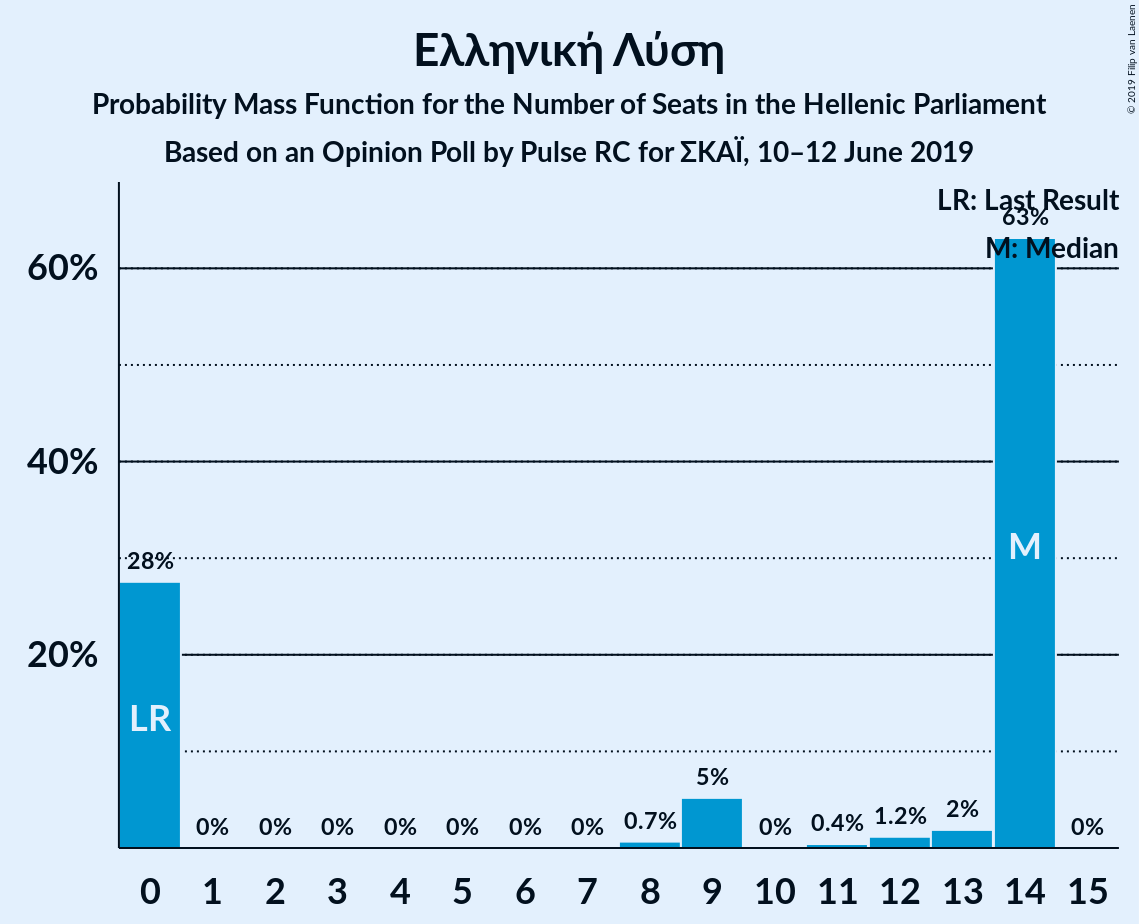 Ελληνική Λύση
Probability Mass Function for the Number of Seats in the Hellenic Parliament
Based on an Opinion Poll by Pulse RC for ΣΚΑΪ, 10–12 June 2019
© 2019 Filip van Laenen
LR: Last Result
M: Median
60%
40%
20%
28% 0% 0% 0% 0% 0% 0% 0% 0.7% 5% 0% 0.4% 1.2% 2% 63% 0%
LR
M
0 1 2 3 4 5 6 7 8 9 10 11 12 13 14 15